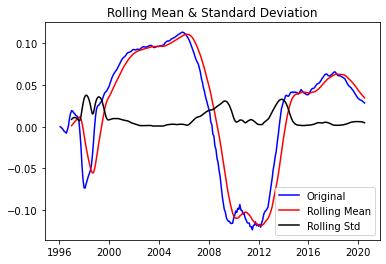 Rolling Mean & Standard Deviation
0.10
0.05
0.00
−0.05
−0.10
1996 2000 2004 2008 2012 2016 2020
Original
Rolling Mean
Rolling Std